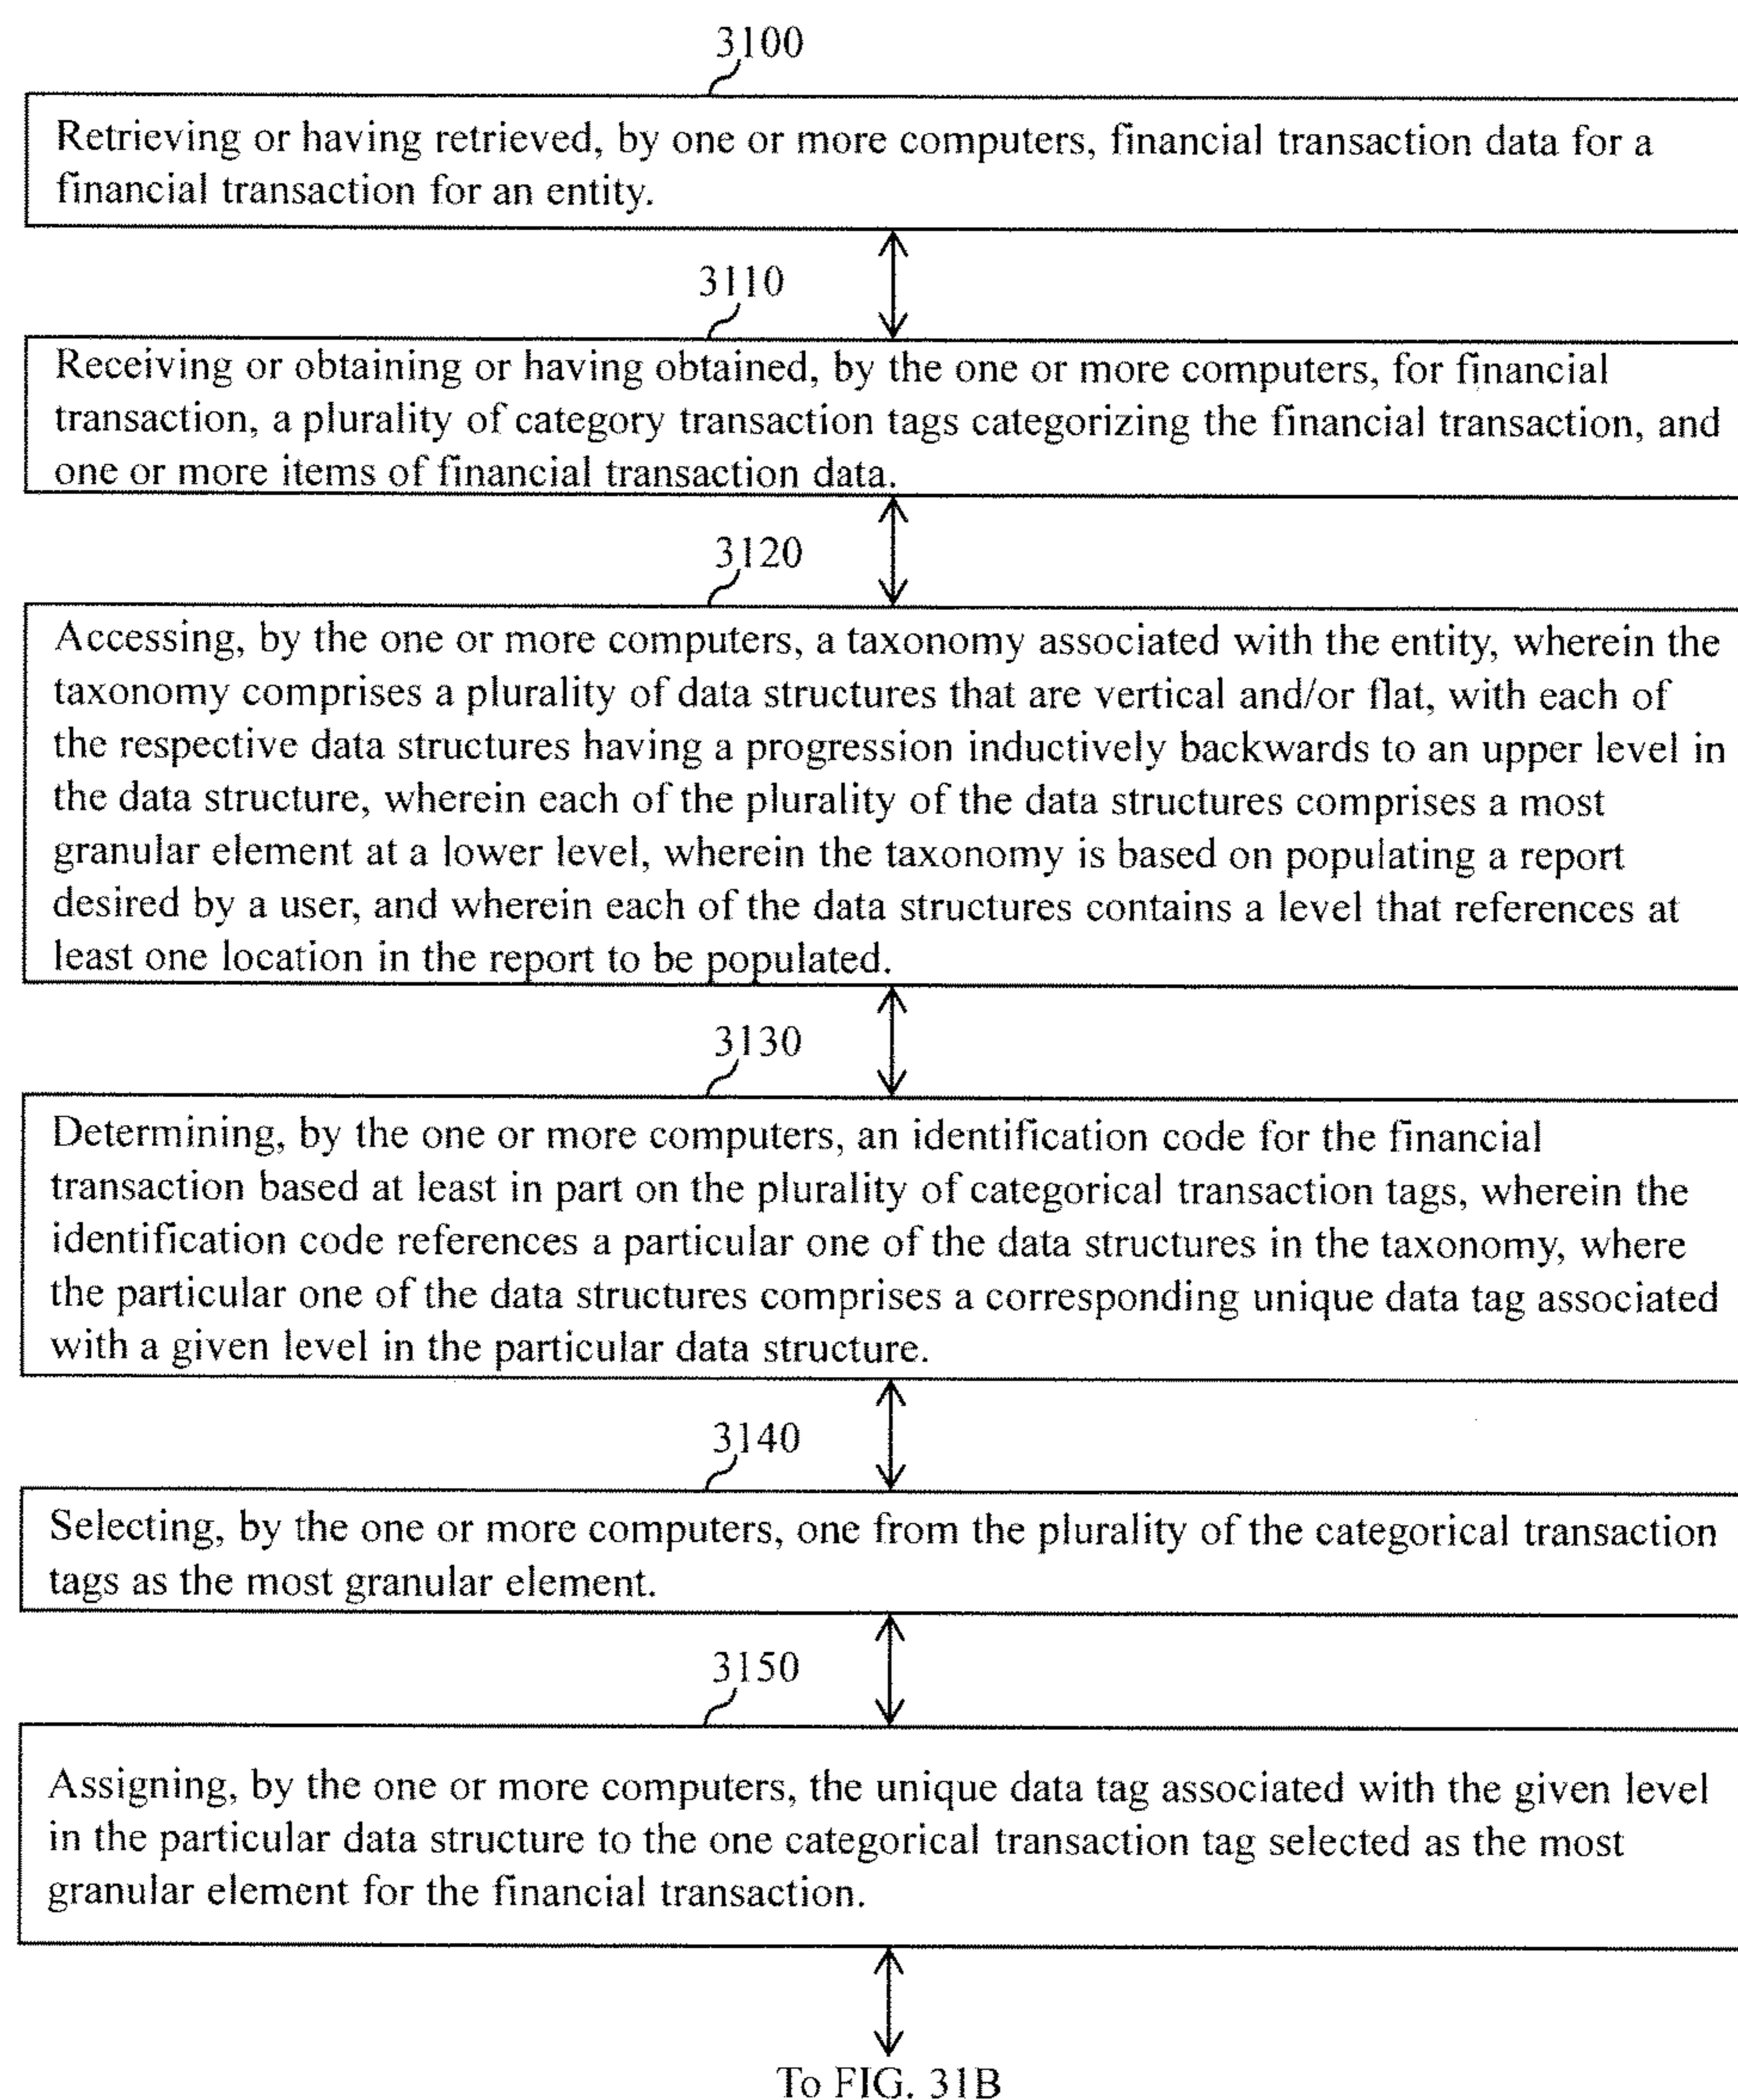 3100
Retrieving or having retrieved, by one or more computers, financial transaction data for a
financial transaction for an entity.
3110
Receiving or obtaining or having obtained, by the one or more computers, for financial
transaction, a plurality of category transaction tags categorizing the financial transaction, and
one or more items of financial transaction data.
3120
Accessing, by the one or more computers, a taxonomy associated with the entity, wherein the
taxonomy comprises a plurality of data structures that are vertical and/or flat, with each of
the respective data structures having a progression inductively backwards to an upper level in
the data structure, wherein each of the plurality of the data structures comprises a most
granular element at a lower level, wherein the taxonomy is based on populating a report
desired by a user, and wherein each of the data structures contains a level that references at
least one location in the report to be populated.
3130
Determining, by the one or more computers, an identification code for the financial
transaction based at least in part on the plurality of categorical transaction tags, wherein the
identification code references a particular one of the data structures in the taxonomy, where
the particular one of the data structures comprises a corresponding unique data tag associated
with a given level in the particular data structure.
3140
Selecting, by the one or more computers, one from the plurality of the categorical transaction
tags as the most granular element.
3150
Assigning, by the one or more computers, the unique data tag associated with the given level
in the particular data structure to the one categorical transaction tag selected as the most
granular element for the financial transaction.
To FIG. 31B